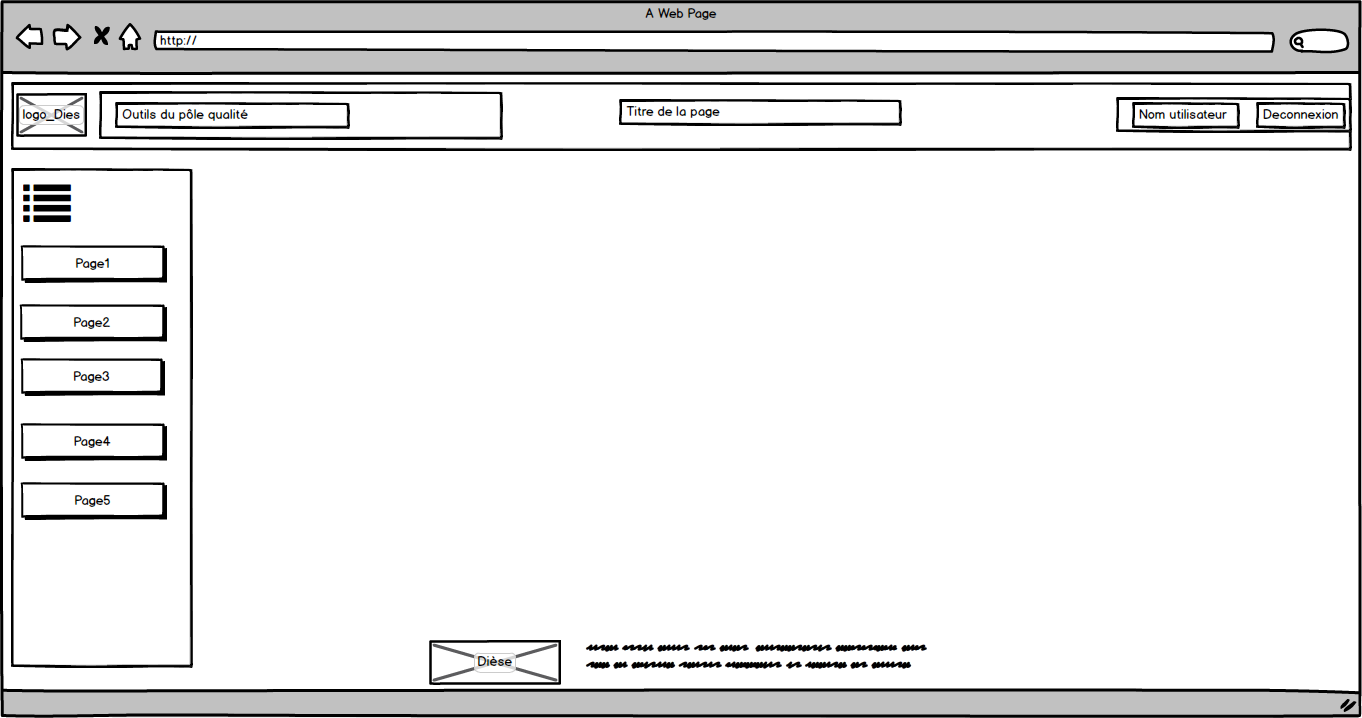 A Web Page
http://
logo_Dies
Outils du pôle qualité
Titre de la page
Nom utilisateur
Deconnexion
Page1
Page2
Page3
Page4
Page5
Dièse